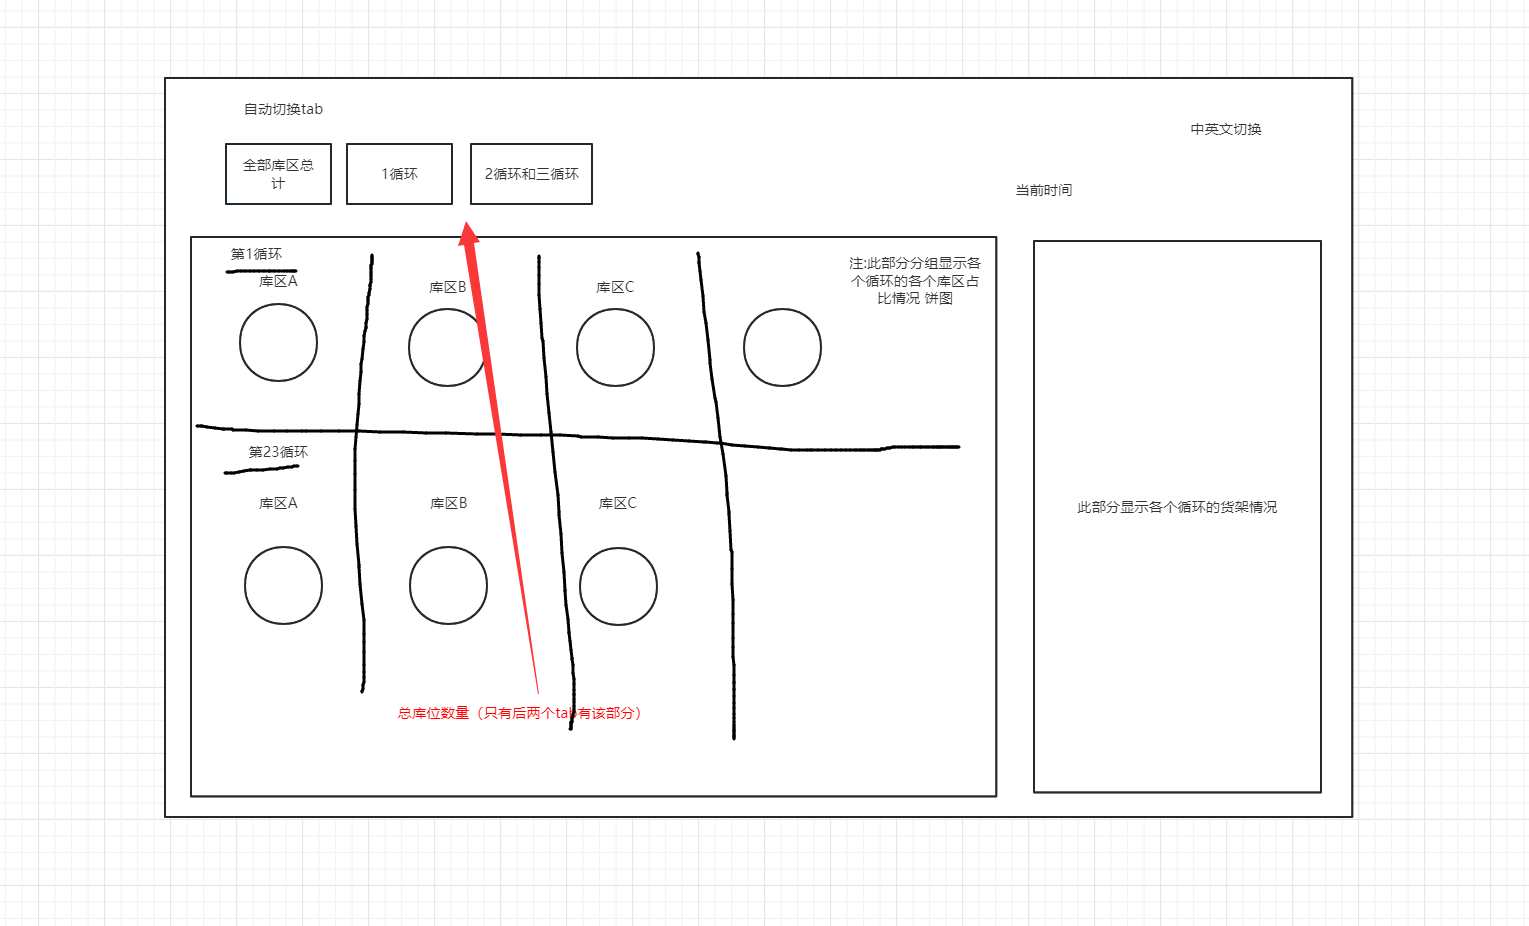 自动切换tab
中英文切换
全部库区总
计
1循环
2循环和三循环
当前时间
第1循环
库区A
库区B
库区C
注:此部分分组显示各
个循环的各个库区占
比情况 饼图
第23循环
库区A
库区B
库区C
此部分显示各个循环的货架情况
总库位数量（只有后两个tab有该部分）